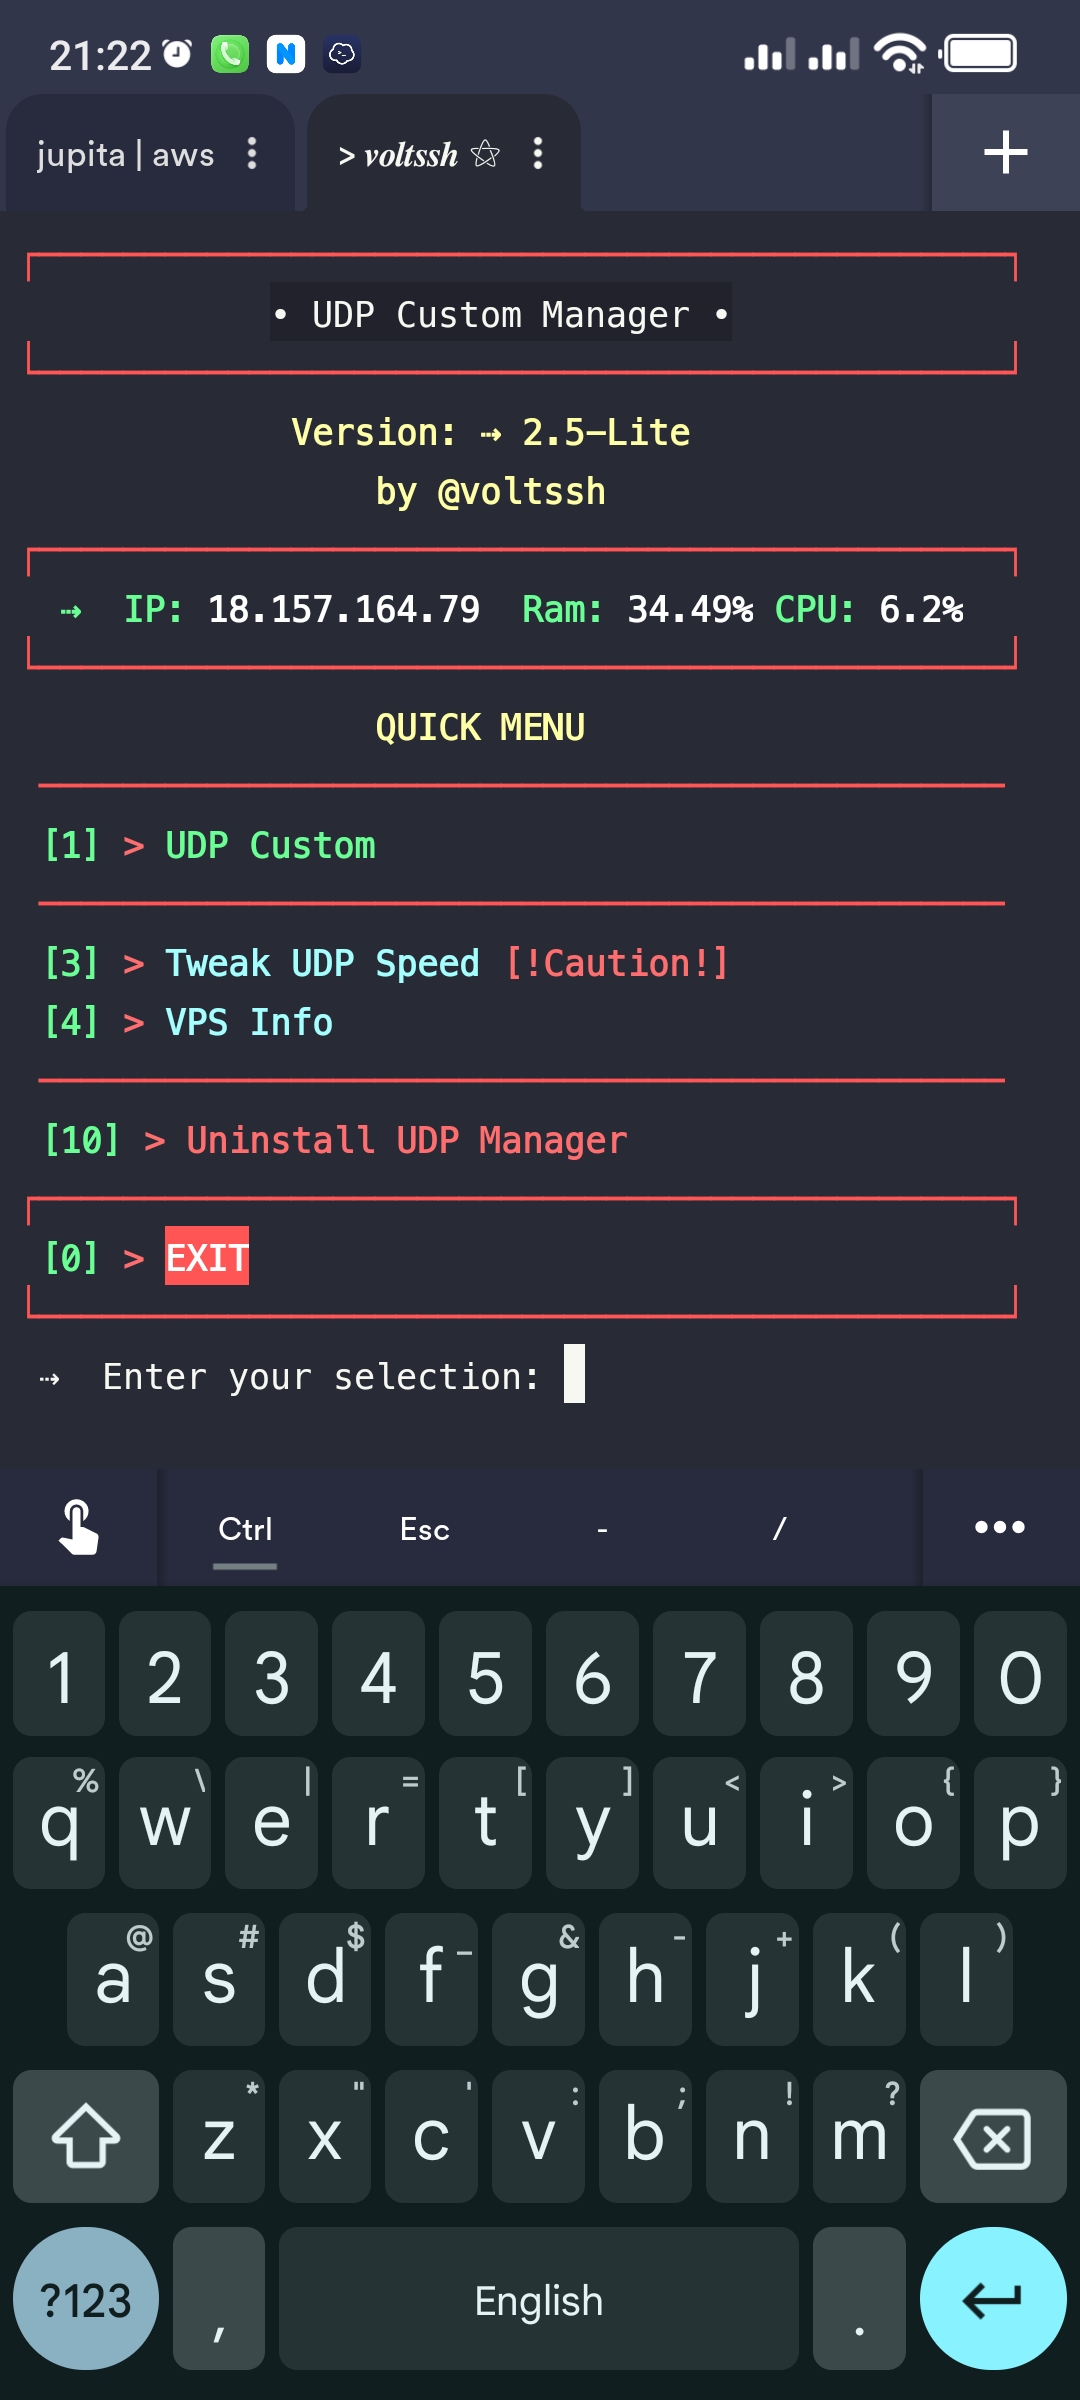 21:22
jupita | aws
> voltssh ⚝
• UDP Custom Manager •
Version: ⇢ 2.5-Lite
by @voltssh
⇢ IP: 18.157.164.79 Ram: 34.49% CPU: 6.2%
QUICK MENU
[1] > UDP Custom
[3] > Tweak UDP Speed [!Caution!]
[4] > VPS Info
[10] > Uninstall UDP Manager
[0] > EXIT
⇢ Enter your selection:
Ctrl Esc - /
1 2 3 4 5 6 7 8 9 0
% \ | = [ ] < > { }
q w e r t y u i o p
@ # $ _ & - + ( )
a s d f g h j k l
* " ' : ; ! ?
z x c v b n m
?123 , English .